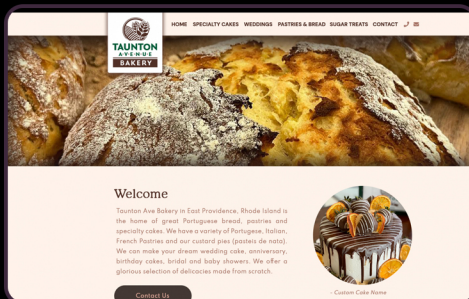 HOME SPECIALTY CAKES WEDDINGS PASTRIES & BREAD SUGAR TREATS CONTACT
TAUNTON
A·V·E·N·U·E
BAKERY
Welcome
Taunton Ave Bakery in East Providence, Rhode Island is
the home of great Portuguese bread, pastries and
specialty cakes. We have a variety of Portuguese, Italian,
French Pastries and our custard pies (pasteis de nata).
We can make your dream wedding cake, anniversary,
birthday cakes, bridal and baby showers. We offer a
glorious selection of delicacies made from scratch.
Contact Us
- Custom Cake Name